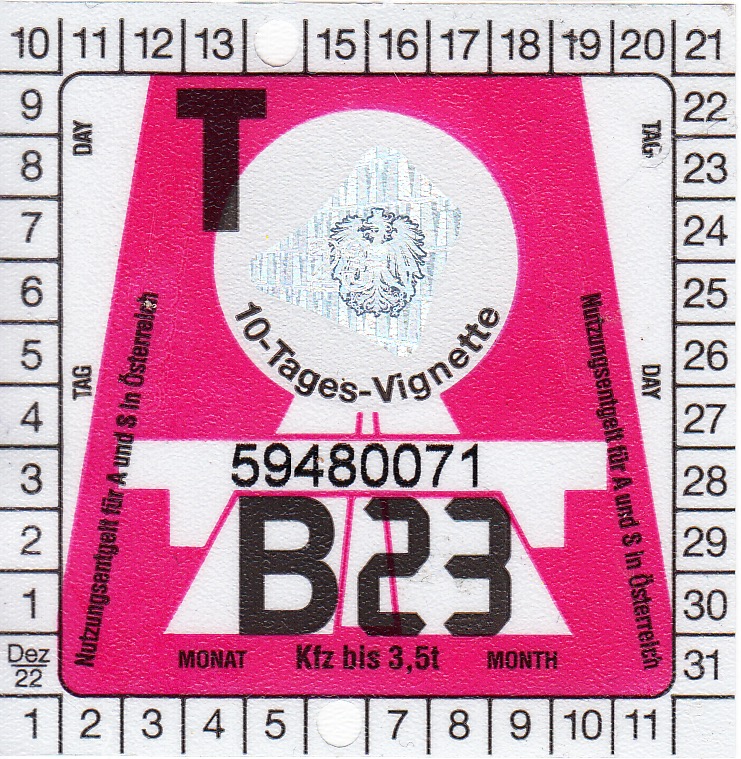 10 11 12 13 15 16 17 18 19 20 21
9 22
8 23
7 24
6 25
5 26
4 27
3 28
2 29
1 30
Dez 22 31
1 2 3 4 5 7 8 9 10 11
DAY
TAG
TAG
DAY
T
10-Tages-Vignette
Nutzungsentgelt für A und S in Österreich
Nutzungsentgelt für A und S in Österreich
59480071
B23
MONAT Kfz bis 3,5t MONTH